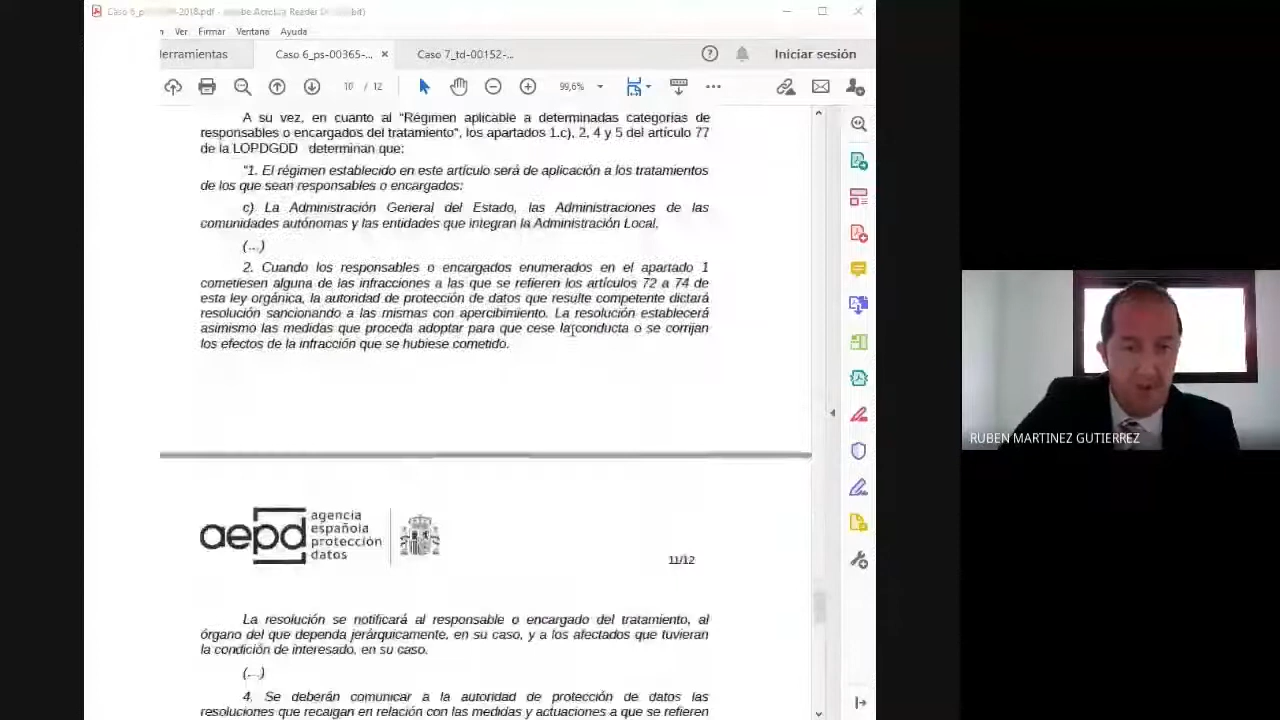 Ver Firmar Ventana Ayuda
Caso 6_ps-00365-... × Caso 7_td-00152-... Iniciar sesión
10 / 12 99,6%
A su vez, en cuanto al "Régimen aplicable a determinadas categorías de
responsables o encargados del tratamiento", los apartados 1.c), 2, 4 y 5 del artículo 77
de la LOPDGDD determinan que:
"1. El régimen establecido en este artículo será de aplicación a los tratamientos
de los que sean responsables o encargados:
c) La Administración General del Estado, las Administraciones de las
comunidades autónomas y las entidades que integran la Administración Local.
(...)
2. Cuando los responsables o encargados enumerados en el apartado 1
cometiesen alguna de las infracciones a las que se refieren los artículos 72 a 74 de
esta ley orgánica, la autoridad de protección de datos que resulte competente dictará
resolución sancionando a las mismas con apercibimiento. La resolución establecerá
asimismo las medidas que proceda adoptar para que cese la conducta o se corrijan
los efectos de la infracción que se hubiese cometido.
aepd agencia
española
protección
datos
11/12
La resolución se notificará al responsable o encargado del tratamiento, al
órgano del que dependa jerárquicamente, en su caso, y a los afectados que tuvieran
la condición de interesado, en su caso.
(...)
4. Se deberán comunicar a la autoridad de protección de datos las
resoluciones que recaigan en relación con las medidas y actuaciones a que se refieren
RUBEN MARTINEZ GUTIERREZ